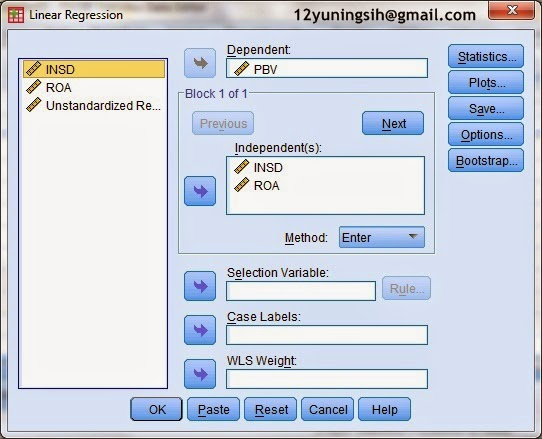 Linear Regression
12yuningsih@gmail.com
INSD
ROA
Unstandardized Re...
Dependent:
PBV
Block 1 of 1
Previous
Next
Independent(s):
INSD
ROA
Method:
Enter
Selection Variable:
Rule...
Case Labels:
WLS Weight:
Statistics...
Plots...
Save...
Options...
Bootstrap...
OK
Paste
Reset
Cancel
Help